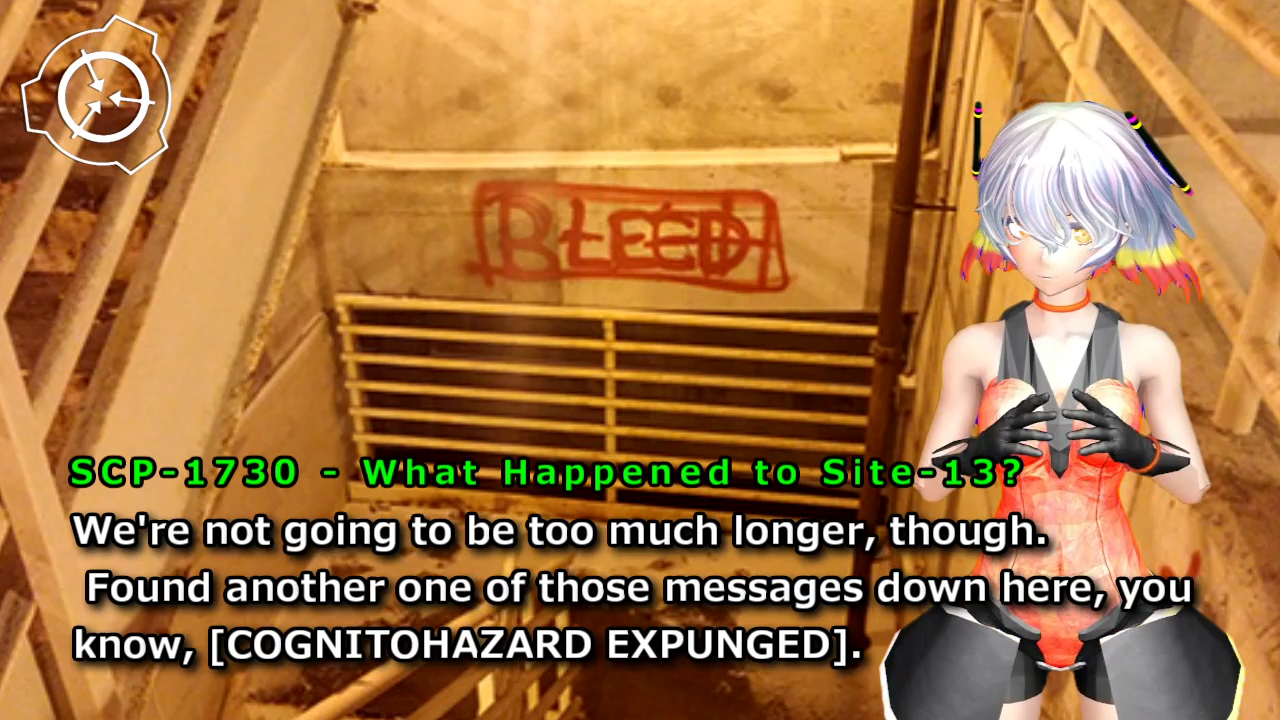 BLEED
SCP-1730 - What Happened to Site-13?
We're not going to be too much longer, though.
Found another one of those messages down here, you
know, [COGNITOHAZARD EXPUNGED].